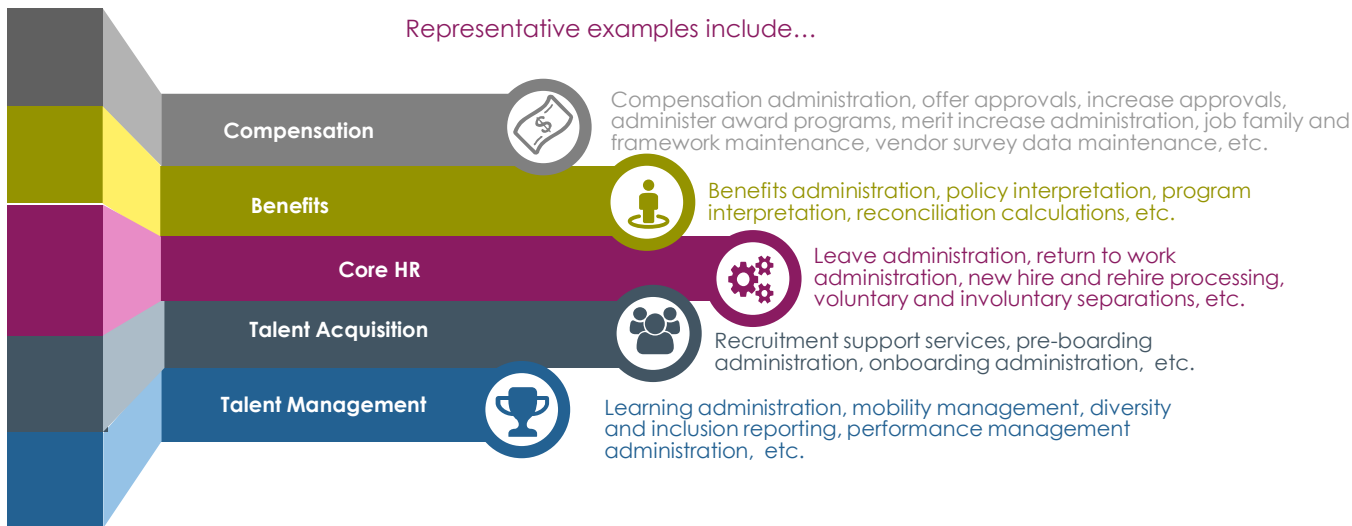 Representative examples include…
Compensation
Compensation administration, offer approvals, increase approvals,
administer award programs, merit increase administration, job family and
framework maintenance, vendor survey data maintenance, etc.
Benefits
Benefits administration, policy interpretation, program
interpretation, reconciliation calculations, etc.
Core HR
Leave administration, return to work
administration, new hire and rehire processing,
voluntary and involuntary separations, etc.
Talent Acquisition
Recruitment support services, pre-boarding
administration, onboarding administration, etc.
Talent Management
Learning administration, mobility management, diversity
and inclusion reporting, performance management
administration, etc.